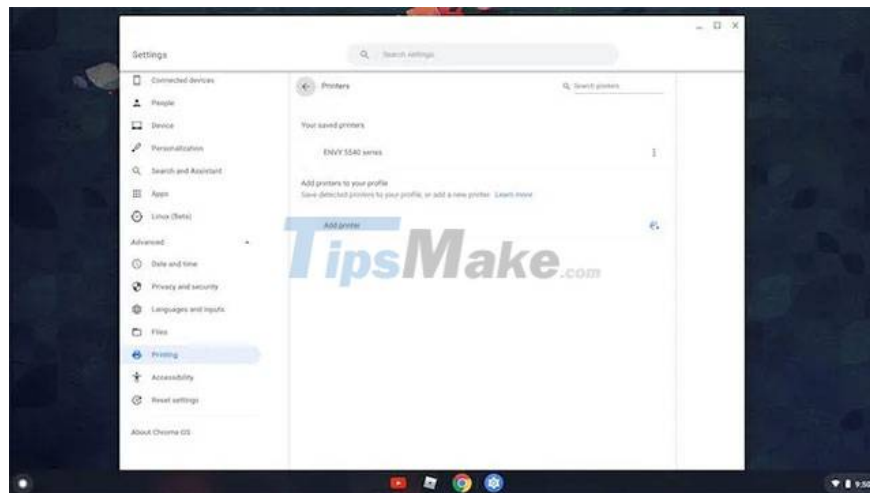 Settings
Search settings
Connected devices
People
Device
Personalization
Search and Assistant
Apps
Linux (Beta)
Advanced
Date and time
Privacy and security
Languages and inputs
Files
Printing
Accessibility
Reset settings
About Chrome OS
Printers
Search printers
Your saved printers
ENVY 5540 series
Add printers to your profile
Save detected printers to your profile, or add a new printer. Learn more
Add printer
TipsMake.com
9:50